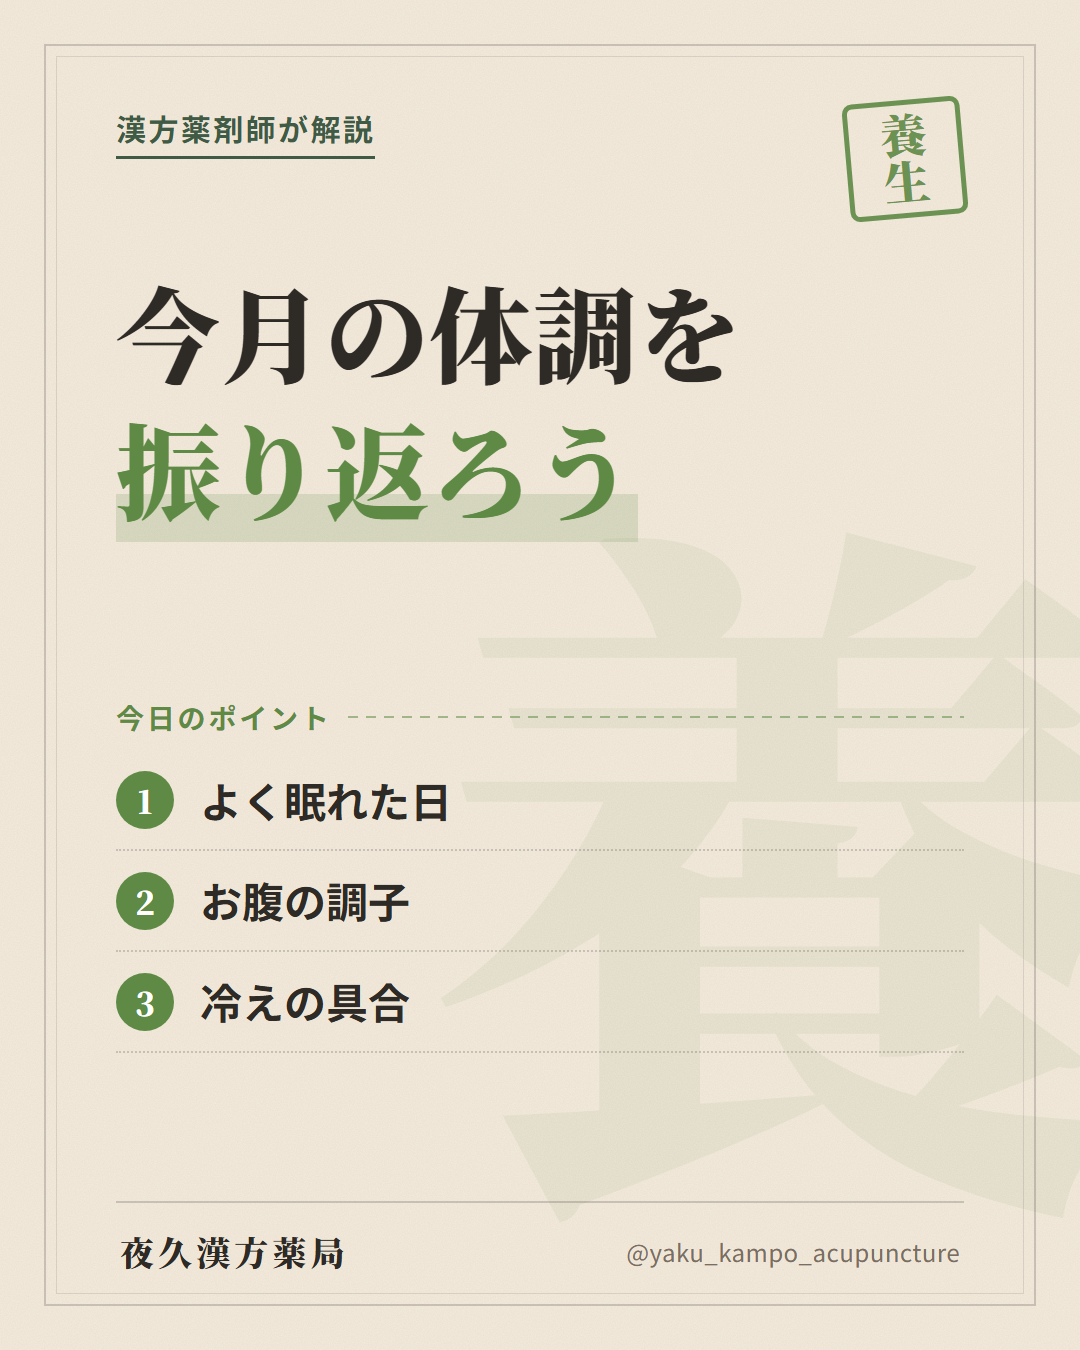 漢方薬剤師が解説
養
生
今月の体調を
振り返ろう
養
今日のポイント
1 よく眠れた日
2 お腹の調子
3 冷えの具合
夜久漢方薬局
@yaku_kampo_acupuncture